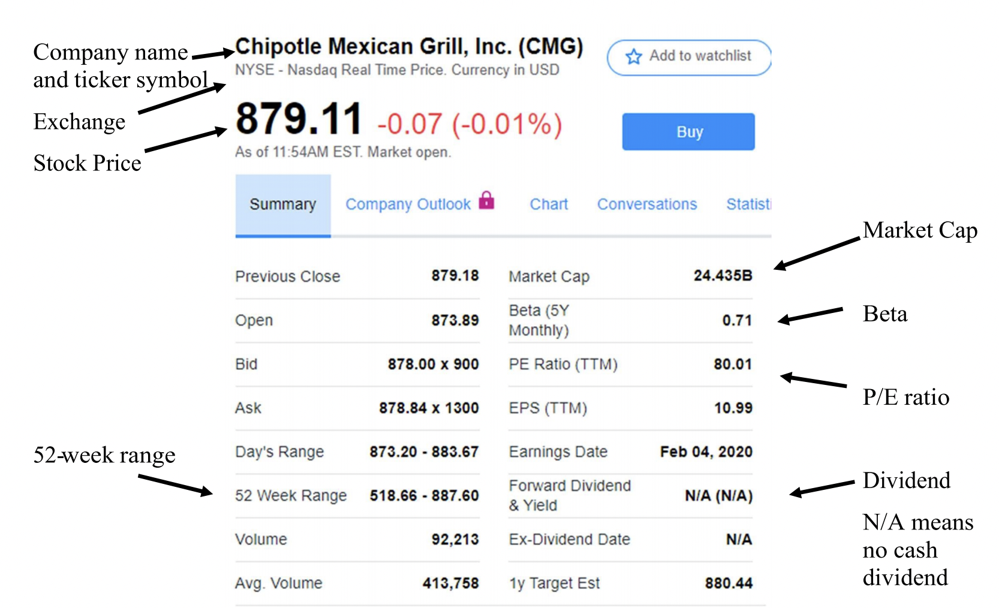 Company name
and ticker symbol
Exchange
Stock Price
Chipotle Mexican Grill, Inc. (CMG)
NYSE - Nasdaq Real Time Price. Currency in USD
Add to watchlist
879.11 -0.07 (-0.01%)
As of 11:54AM EST. Market open.
Buy
Summary Company Outlook Chart Conversations Statisti
Previous Close 879.18
Open 873.89
Bid 878.00 x 900
Ask 878.84 x 1300
Day's Range 873.20 - 883.67
52 Week Range 518.66 - 887.60
Volume 92,213
Avg. Volume 413,758
Market Cap 24.435B
Beta (5Y
Monthly) 0.71
PE Ratio (TTM) 80.01
EPS (TTM) 10.99
Earnings Date Feb 04, 2020
Forward Dividend
& Yield N/A (N/A)
Ex-Dividend Date N/A
1y Target Est 880.44
52-week range
Market Cap
Beta
P/E ratio
Dividend
N/A means
no cash
dividend